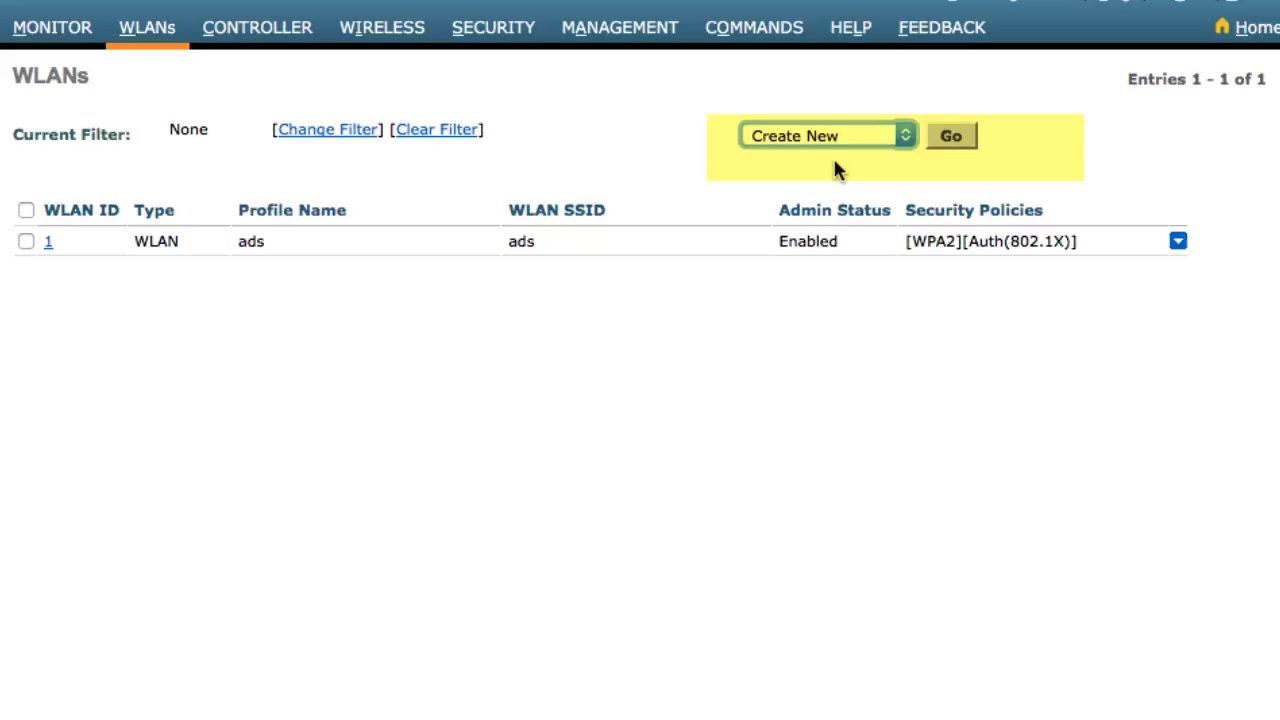 MONITOR WLANs CONTROLLER WIRELESS SECURITY MANAGEMENT COMMANDS HELP FEEDBACK Home
WLANs
Entries 1 - 1 of 1
Current Filter: None [Change Filter] [Clear Filter] Create New Go
WLAN ID Type Profile Name WLAN SSID Admin Status Security Policies
1 WLAN ads ads Enabled [WPA2][Auth(802.1X)]